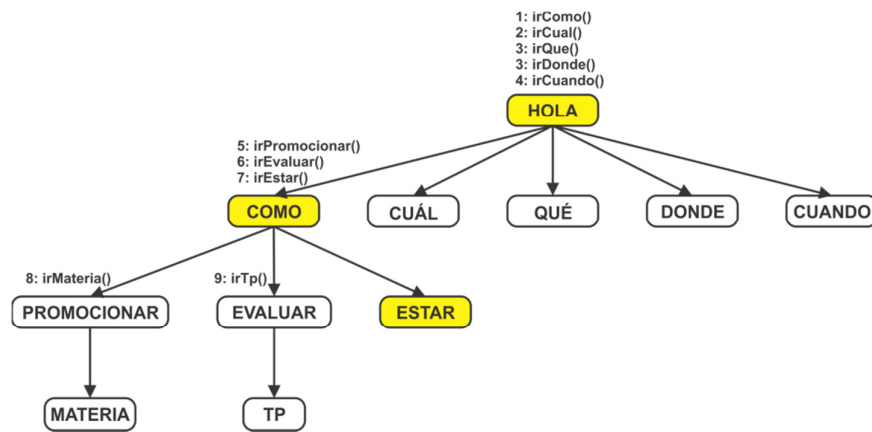 1: irComo()
2: irCual()
3: irQue()
3: irDonde()
4: irCuando()
HOLA
5: irPromocionar()
6: irEvaluar()
7: irEstar()
COMO
CUÁL
QUÉ
DONDE
CUANDO
8: irMateria()
9: irTp()
PROMOCIONAR
EVALUAR
ESTAR
MATERIA
TP